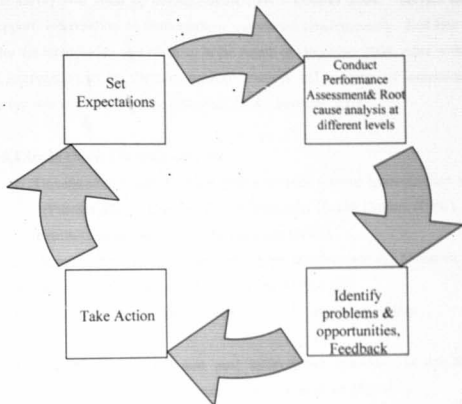 Set
Expectations
Conduct
Performance
Assessment& Root
cause analysis at
different levels
Identify
problems &
opportunities,
Feedback
Take Action